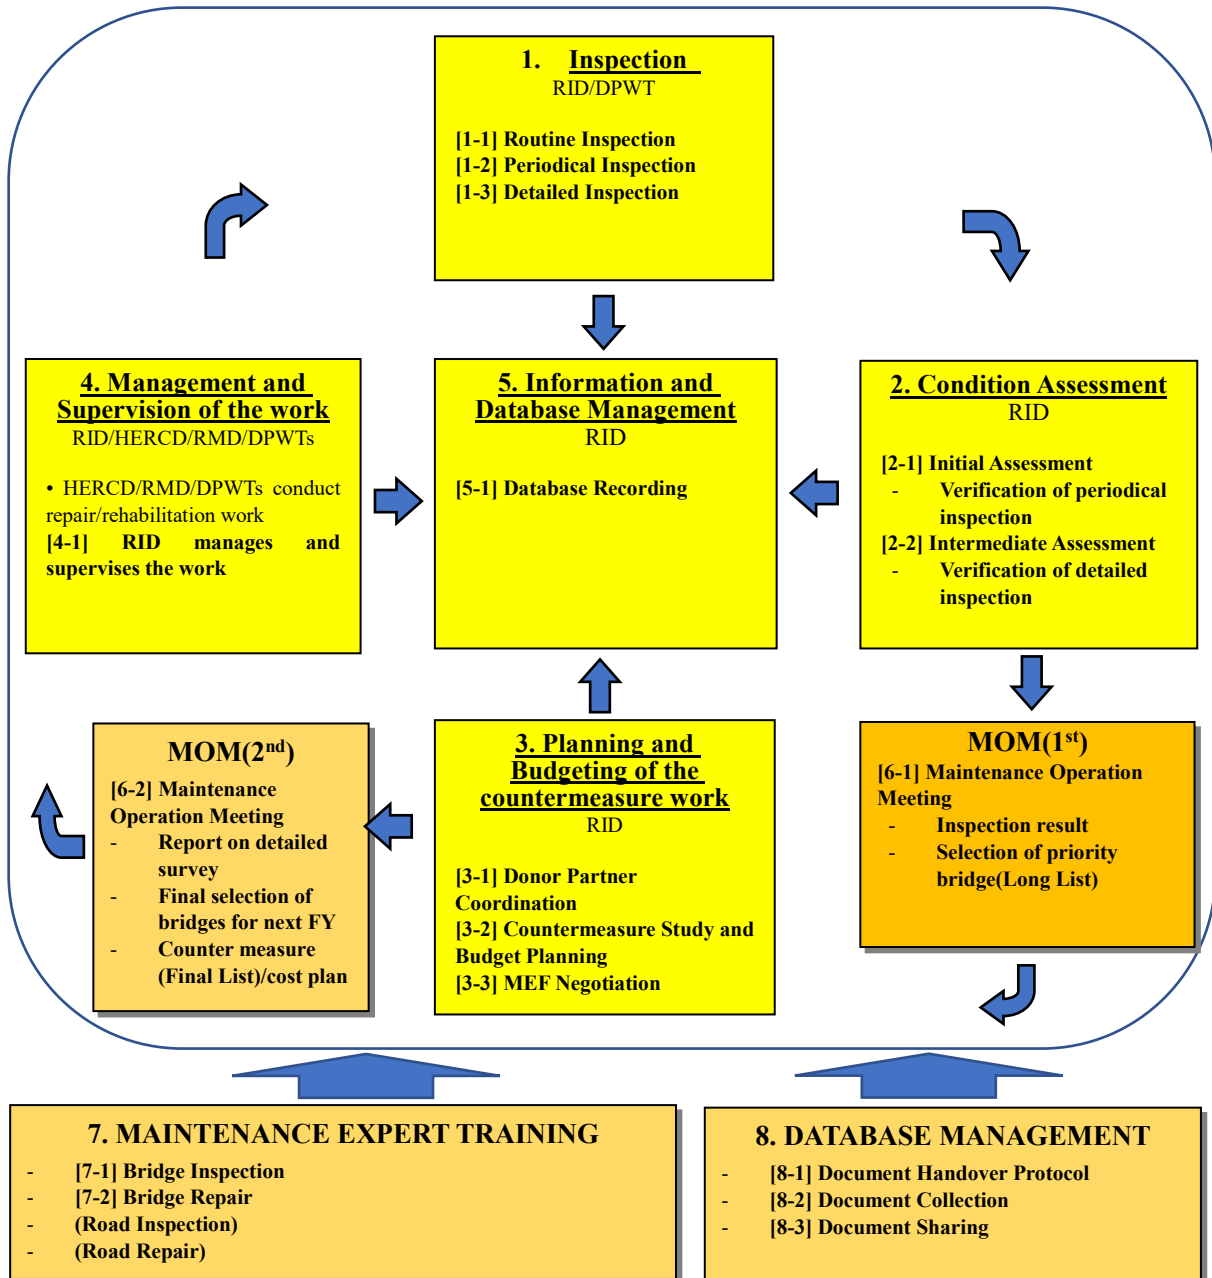 1. Inspection
RID/DPWT
[1-1] Routine Inspection
[1-2] Periodical Inspection
[1-3] Detailed Inspection
4. Management and
Supervision of the work
RID/HERCD/RMD/DPWTs
• HERCD/RMD/DPWTs conduct
repair/rehabilitation work
[4-1] RID manages and
supervises the work
5. Information and
Database Management
RID
[5-1] Database Recording
2. Condition Assessment
RID
[2-1] Initial Assessment
- Verification of periodical
inspection
[2-2] Intermediate Assessment
- Verification of detailed
inspection
MOM(2nd)
[6-2] Maintenance
Operation Meeting
- Report on detailed
survey
- Final selection of
bridges for next FY
- Counter measure
(Final List)/cost plan
3. Planning and
Budgeting of the
countermeasure work
RID
[3-1] Donor Partner
Coordination
[3-2] Countermeasure Study and
Budget Planning
[3-3] MEF Negotiation
MOM(1st)
[6-1] Maintenance Operation
Meeting
- Inspection result
- Selection of priority
bridge(Long List)
7. MAINTENANCE EXPERT TRAINING
- [7-1] Bridge Inspection
- [7-2] Bridge Repair
- (Road Inspection)
- (Road Repair)
8. DATABASE MANAGEMENT
- [8-1] Document Handover Protocol
- [8-2] Document Collection
- [8-3] Document Sharing